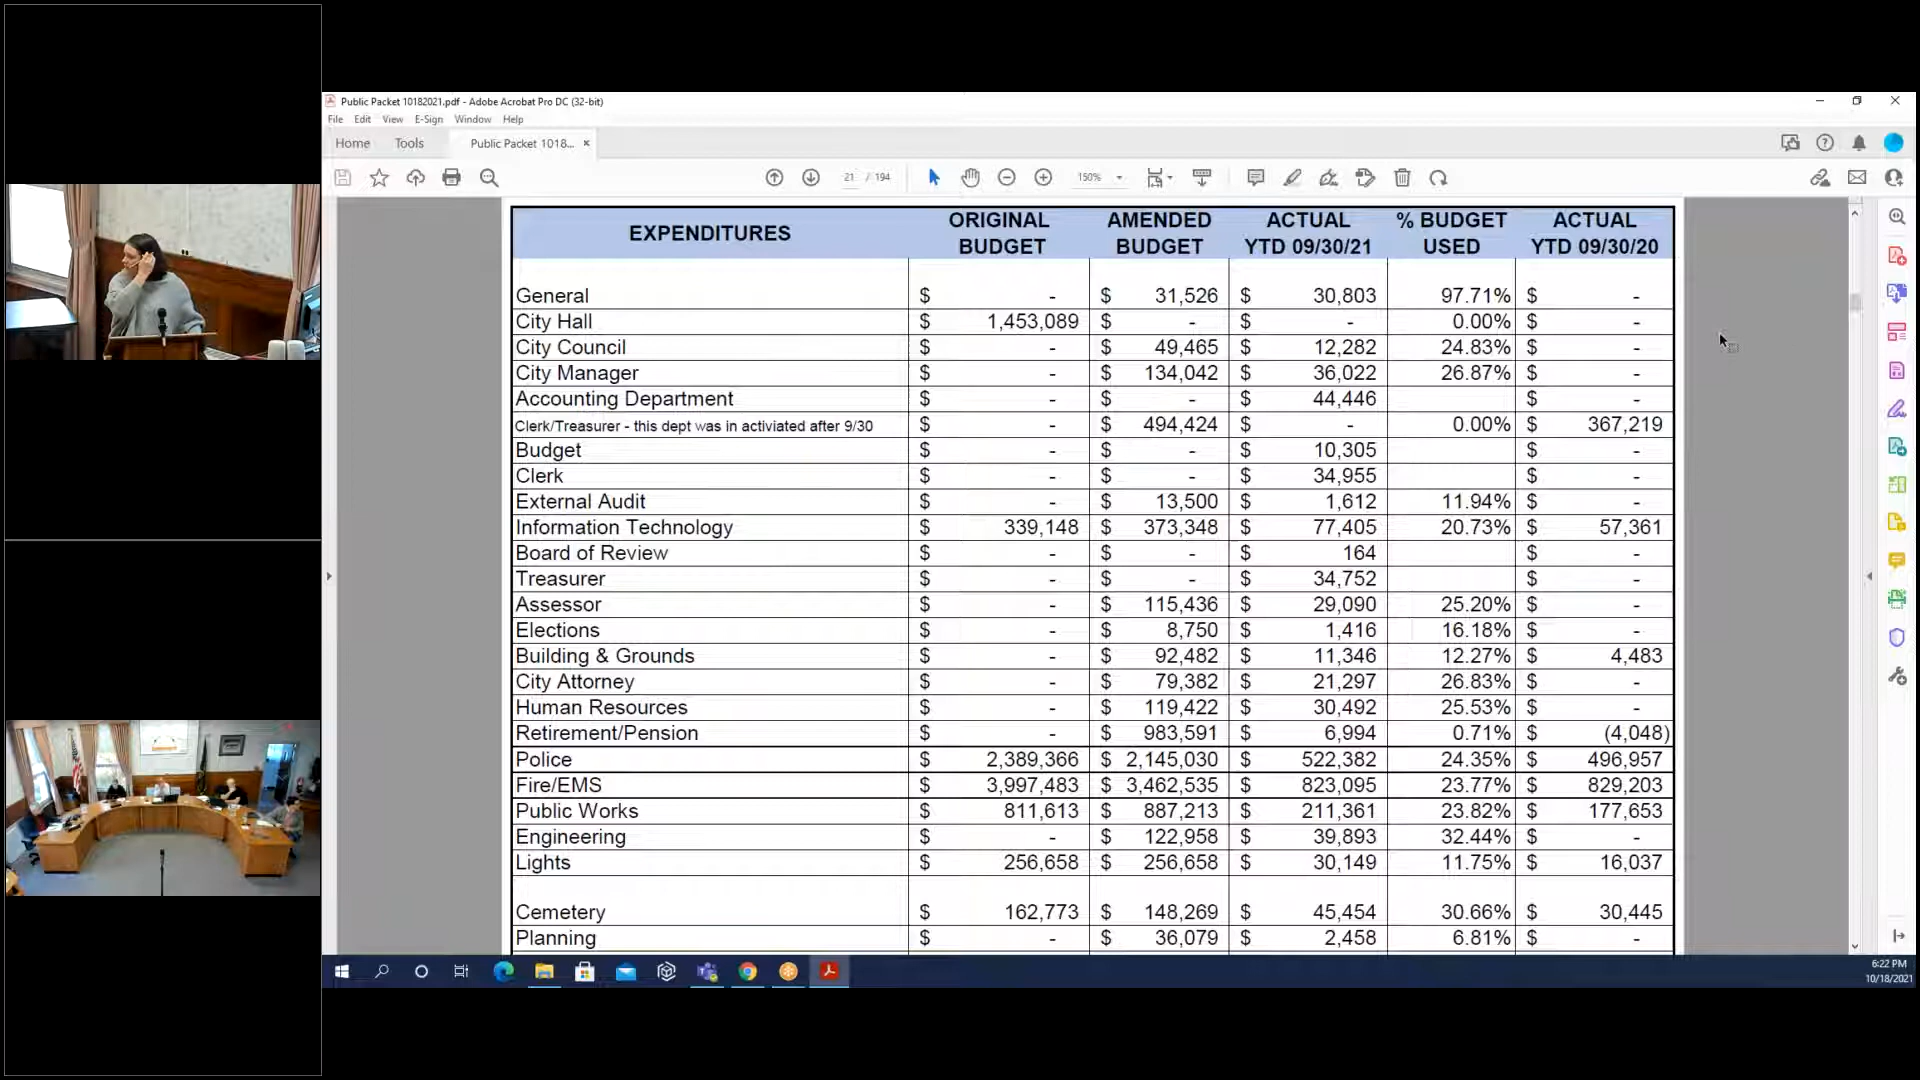 Public Packet 10182021.pdf - Adobe Acrobat Pro DC (32-bit)
File Edit View E-Sign Window Help
Home Tools Public Packet 1018...
21 / 194 150%
EXPENDITURES ORIGINAL BUDGET AMENDED BUDGET ACTUAL YTD 09/30/21 % BUDGET USED ACTUAL YTD 09/30/20
General $ - $ 31,526 $ 30,803 97.71% $ -
City Hall $ 1,453,089 $ - $ - 0.00% $ -
City Council $ - $ 49,465 $ 12,282 24.83% $ -
City Manager $ - $ 134,042 $ 36,022 26.87% $ -
Accounting Department $ - $ - $ 44,446 $ -
Clerk/Treasurer - this dept was in activiated after 9/30 $ - $ 494,424 $ - 0.00% $ 367,219
Budget $ - $ - $ 10,305 $ -
Clerk $ - $ - $ 34,955 $ -
External Audit $ - $ 13,500 $ 1,612 11.94% $ -
Information Technology $ 339,148 $ 373,348 $ 77,405 20.73% $ 57,361
Board of Review $ - $ - $ 164 $ -
Treasurer $ - $ - $ 34,752 $ -
Assessor $ - $ 115,436 $ 29,090 25.20% $ -
Elections $ - $ 8,750 $ 1,416 16.18% $ -
Building & Grounds $ - $ 92,482 $ 11,346 12.27% $ 4,483
City Attorney $ - $ 79,382 $ 21,297 26.83% $ -
Human Resources $ - $ 119,422 $ 30,492 25.53% $ -
Retirement/Pension $ - $ 983,591 $ 6,994 0.71% $ (4,048)
Police $ 2,389,366 $ 2,145,030 $ 522,382 24.35% $ 496,957
Fire/EMS $ 3,997,483 $ 3,462,535 $ 823,095 23.77% $ 829,203
Public Works $ 811,613 $ 887,213 $ 211,361 23.82% $ 177,653
Engineering $ - $ 122,958 $ 39,893 32.44% $ -
Lights $ 256,658 $ 256,658 $ 30,149 11.75% $ 16,037
Cemetery $ 162,773 $ 148,269 $ 45,454 30.66% $ 30,445
Planning $ - $ 36,079 $ 2,458 6.81% $ -
6:22 PM
10/18/2021